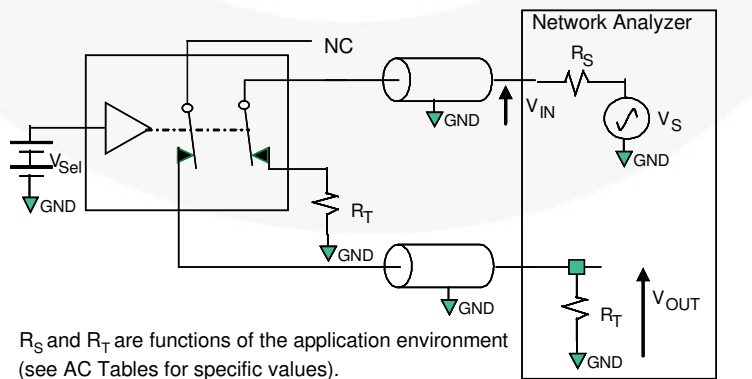 Network Analyzer
NC
R_S
GND
V_IN
V_S
GND
V_Sel
GND
R_T
GND
GND
R_T
V_OUT
GND
R_S and R_T are functions of the application environment
(see AC Tables for specific values).